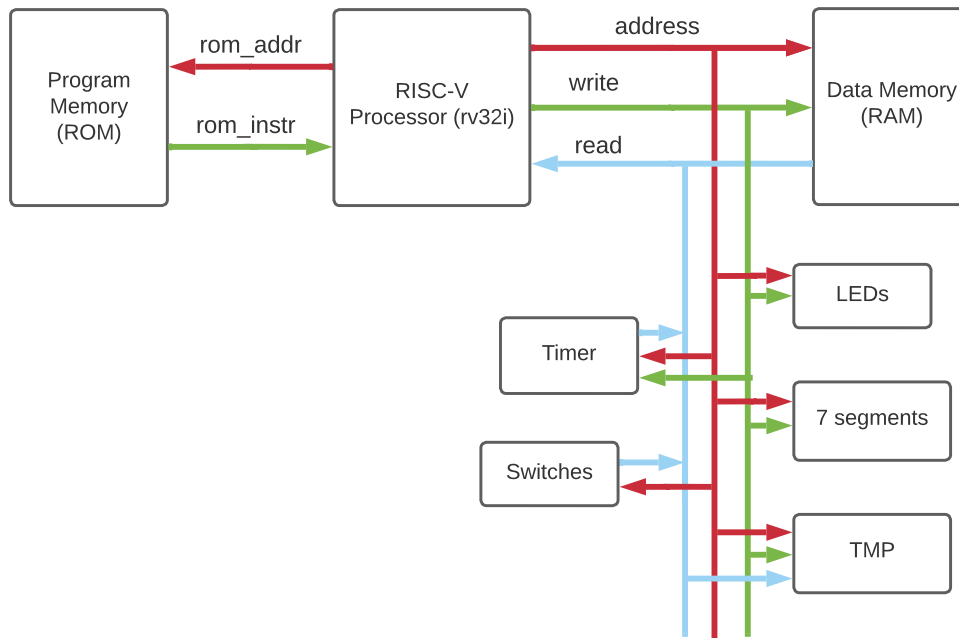 address
rom_addr
write
Program
Memory
(ROM)
RISC-V
Processor (rv32i)
Data Memory
(RAM)
rom_instr
read
LEDs
Timer
7 segments
Switches
TMP